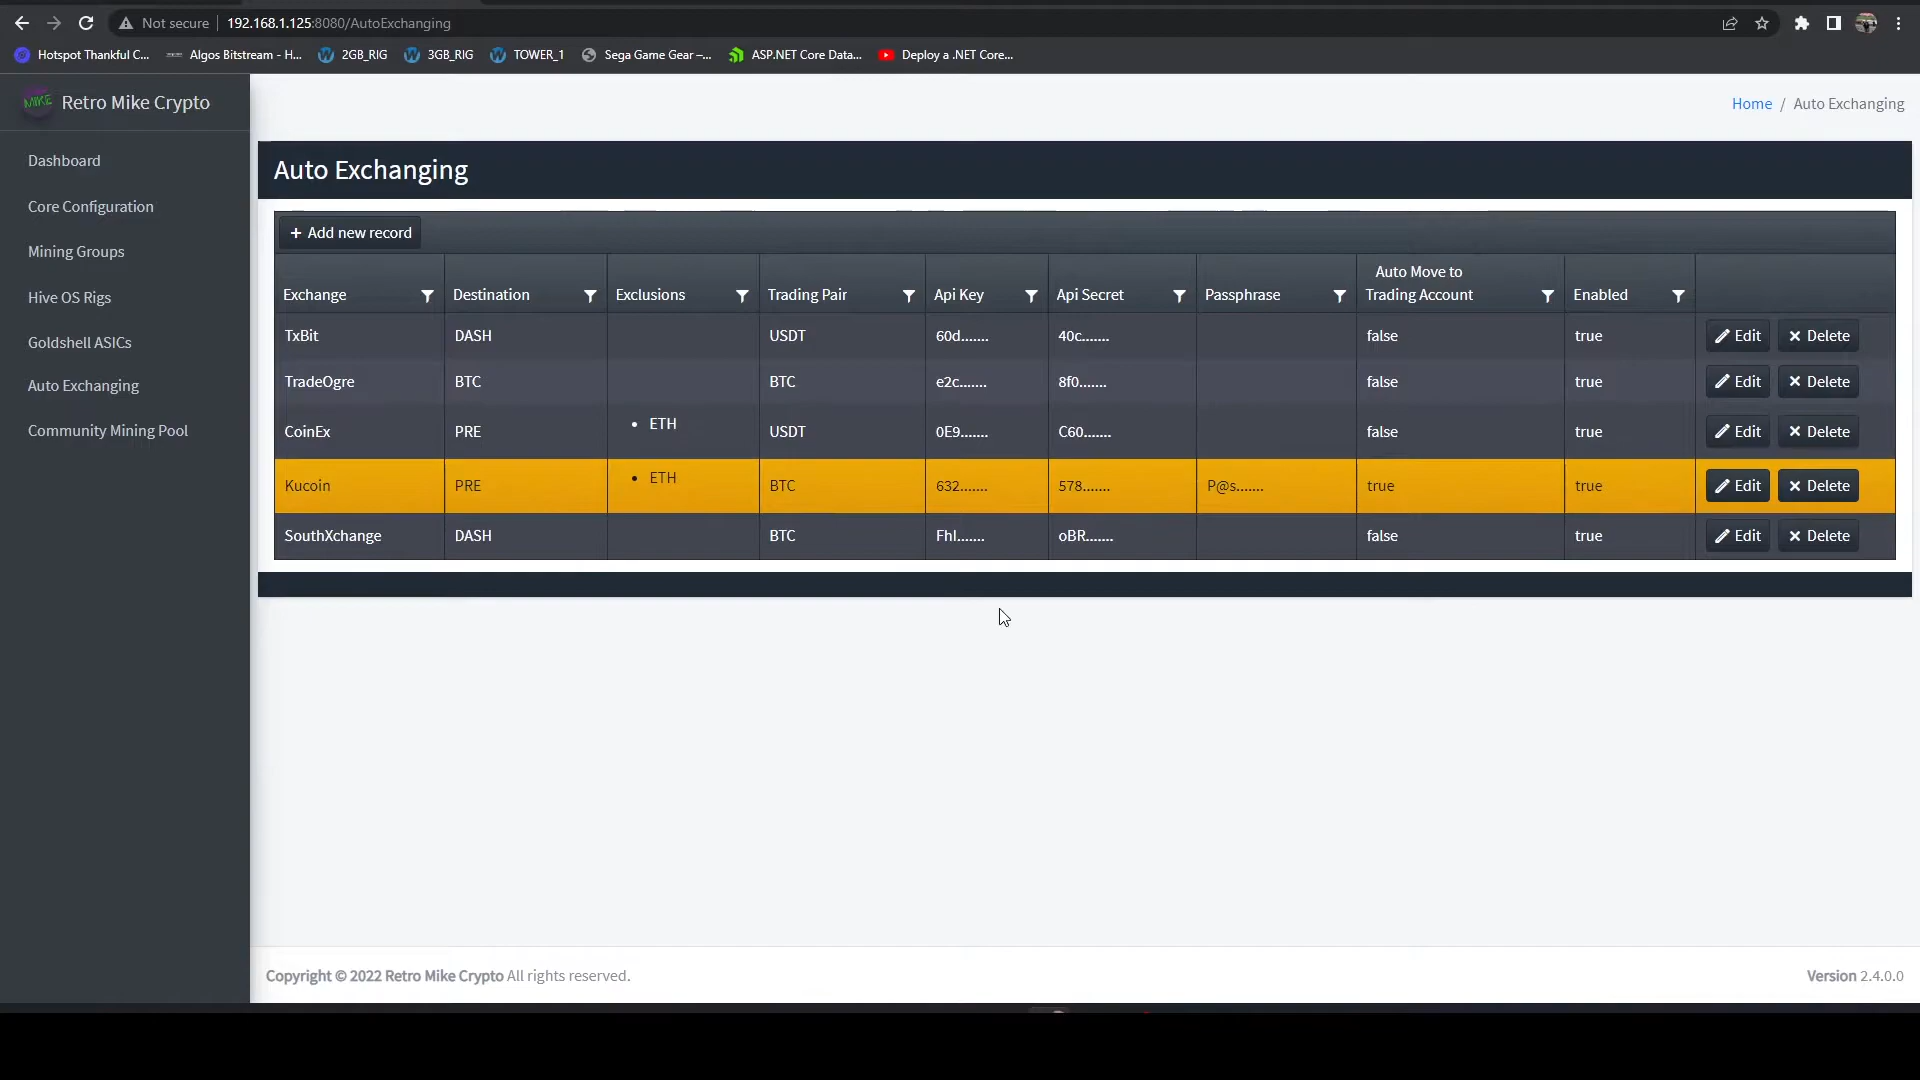 Not secure 192.168.1.125:8080/AutoExchanging
Hotspot Thankful C... Algos Bitstream - H... 2GB_RIG 3GB_RIG TOWER_1 Sega Game Gear –... ASP.NET Core Data... Deploy a .NET Core...
MIKE Retro Mike Crypto
Home / Auto Exchanging
Dashboard
Core Configuration
Mining Groups
Hive OS Rigs
Goldshell ASICs
Auto Exchanging
Community Mining Pool
Auto Exchanging
+ Add new record
Exchange Destination Exclusions Trading Pair Api Key Api Secret Passphrase Auto Move to Trading Account Enabled
TxBit DASH USDT 60d....... 40c....... false true Edit Delete
TradeOgre BTC BTC e2c....... 8f0....... false true Edit Delete
CoinEx PRE • ETH USDT 0E9....... C60....... false true Edit Delete
Kucoin PRE • ETH BTC 632....... 578....... P@s....... true true Edit Delete
SouthXchange DASH BTC FhI....... oBR....... false true Edit Delete
Copyright © 2022 Retro Mike Crypto All rights reserved.
Version 2.4.0.0